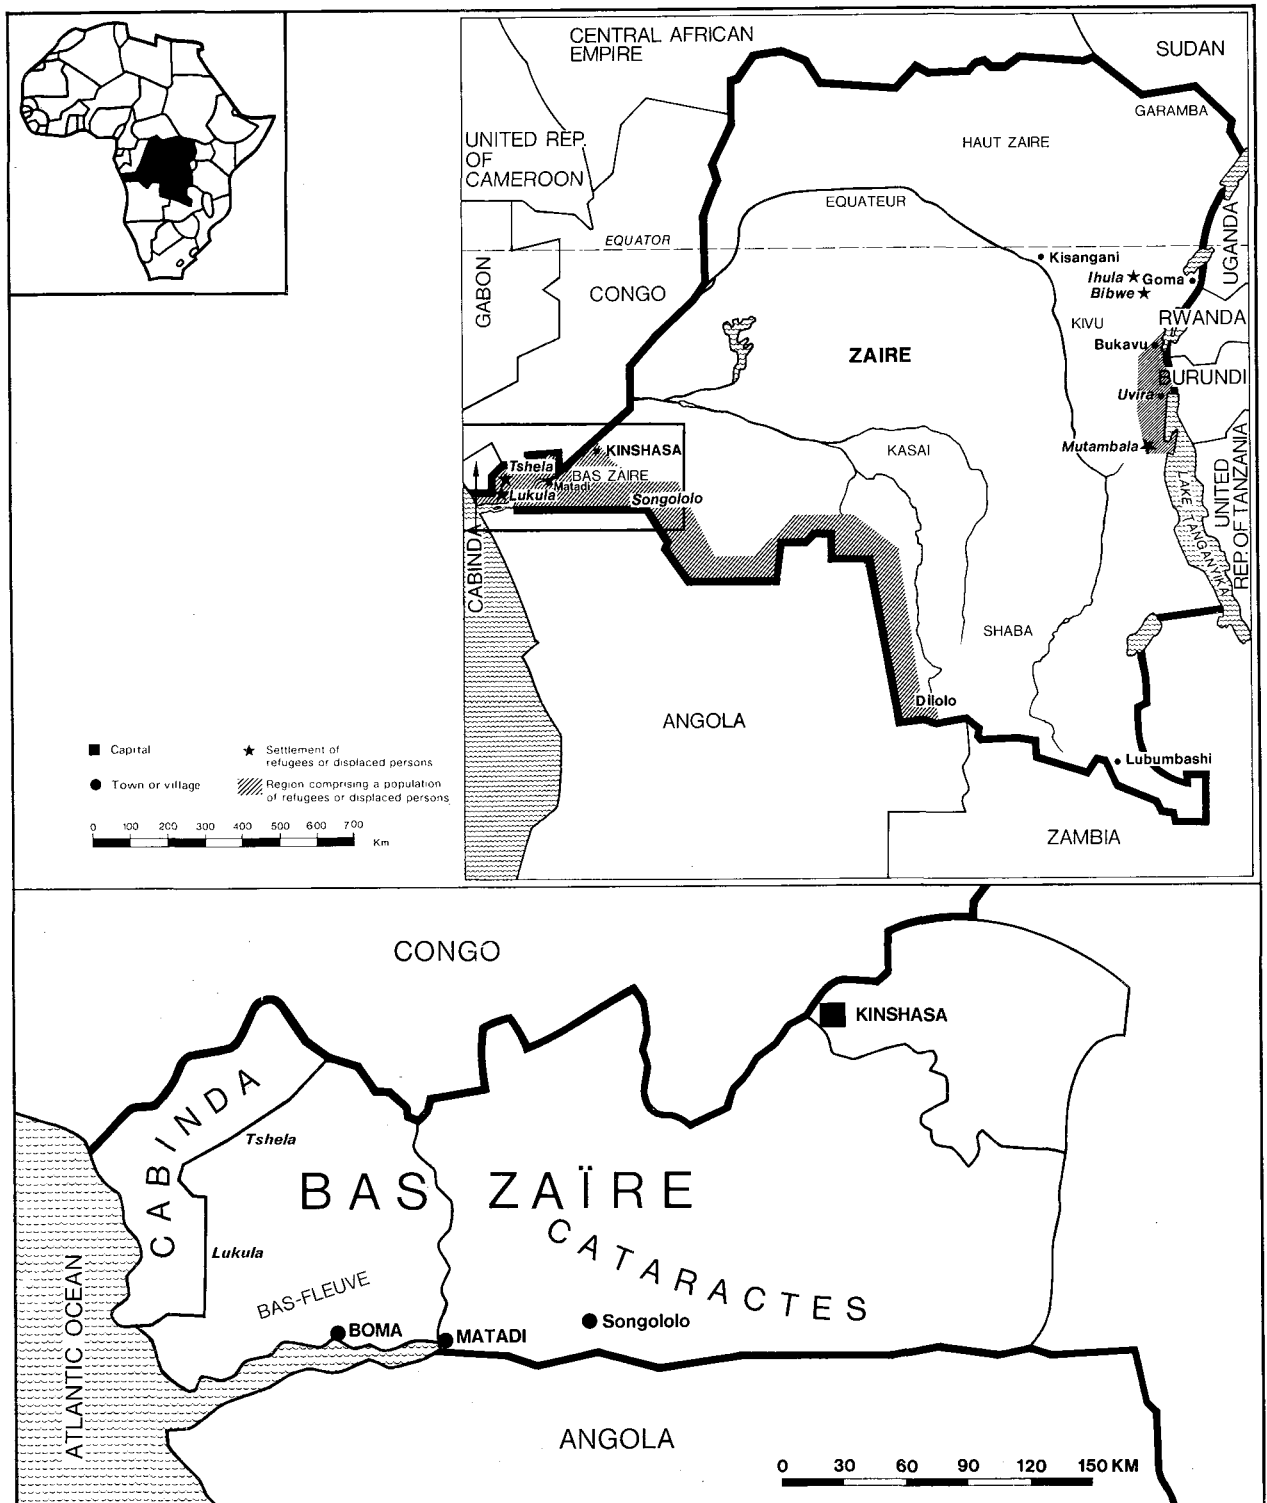 CENTRAL AFRICAN
EMPIRE
SUDAN
GARAMBA
UNITED REP.
OF
CAMEROON
HAUT ZAIRE
EQUATEUR
EQUATOR
UGANDA
Kisangani
Ihula
Goma
Bibwe
GABON
CONGO
KIVU
RWANDA
Bukavu
ZAIRE
BURUNDI
Uvira
Mutambala
KASAI
KINSHASA
Tshela
BAS ZAIRE
Matadi
Lukula
Songololo
UNITED
REP. OF TANZANIA
LAKE TANGANYIKA
CABINDA
SHABA
Dilolo
ANGOLA
Lubumbashi
ZAMBIA
Capital
Settlement of
refugees or displaced persons
Town or village
Region comprising a population
of refugees or displaced persons
0 100 200 300 400 500 600 700
Km
CONGO
KINSHASA
CABINDA
Tshela
BAS ZAÏRE
Lukula
CATARACTES
BAS-FLEUVE
ATLANTIC OCEAN
BOMA
MATADI
Songololo
ANGOLA
0 30 60 90 120 150 KM